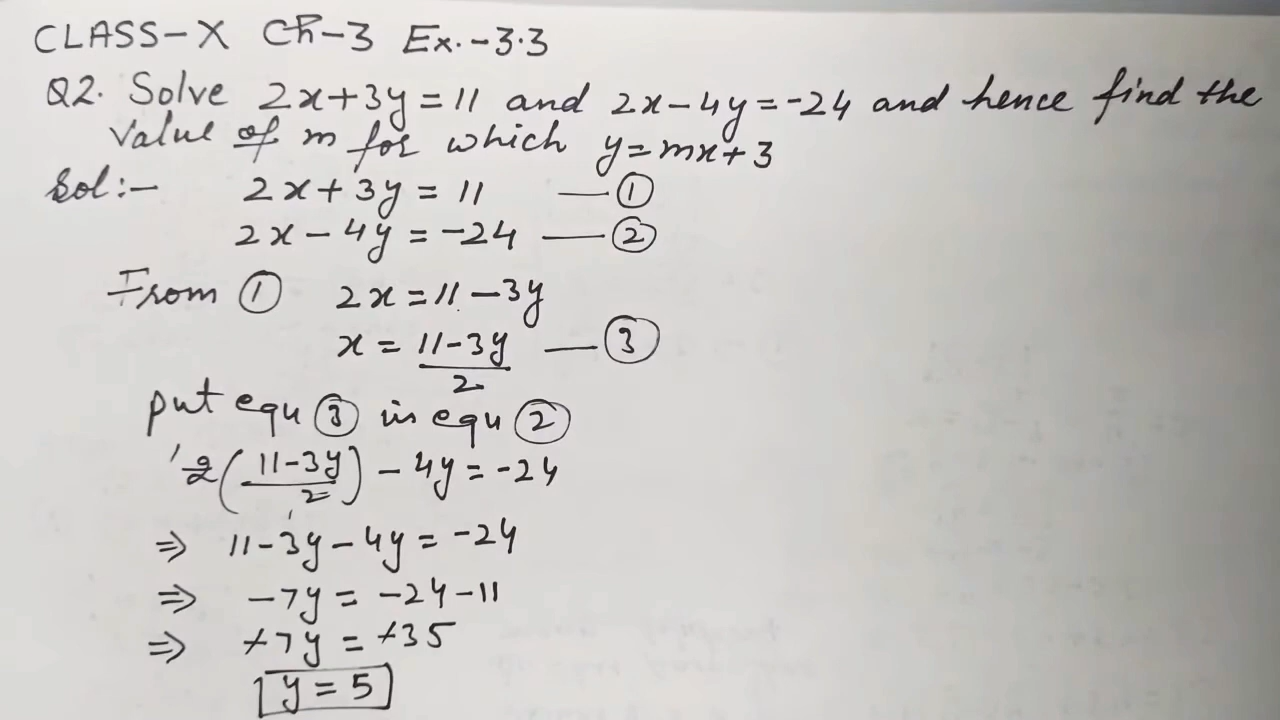 CLASS-X Ch-3 Ex.-3.3
Q2. Solve 2x+3y=11 and 2x-4y=-24 and hence find the
Value of m for which y=mx+3
Sol:- 2x+3y=11 —①
2x-4y=-24 —②
From ① 2x=11-3y
x=11-3y/2 —③
put equ ③ in equ ②
2(11-3y/2)-4y=-24
⇒ 11-3y-4y=-24
⇒ -7y=-24-11
⇒ +7y=+35
y=5